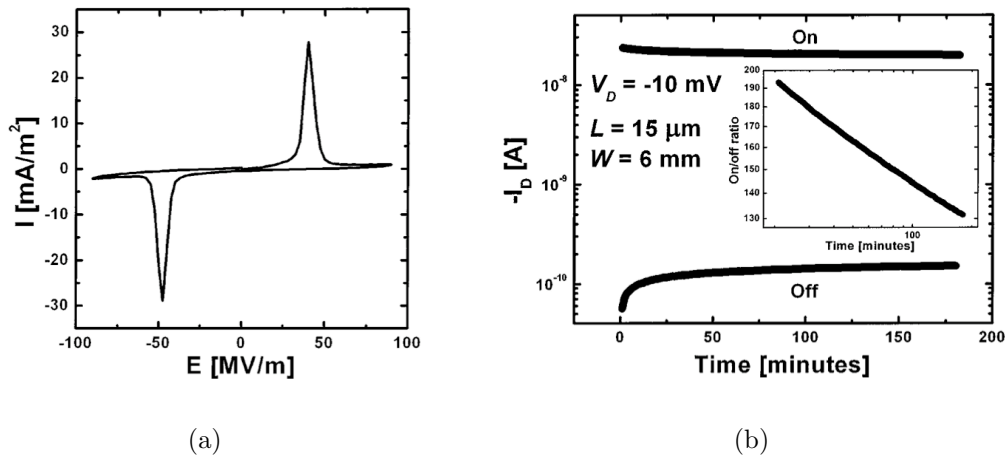 30
20
10
0
-10
-20
-30
I [mA/m²]
-100 -50 0 50 100
E [MV/m]
(a)
10⁻⁸
10⁻⁹
10⁻¹⁰
-I_D [A]
On
V_D = -10 mV
L = 15 µm
W = 6 mm
200
190
180
170
160
150
140
130
On/off ratio
100
Time [minutes]
Off
0 50 100 150 200
Time [minutes]
(b)